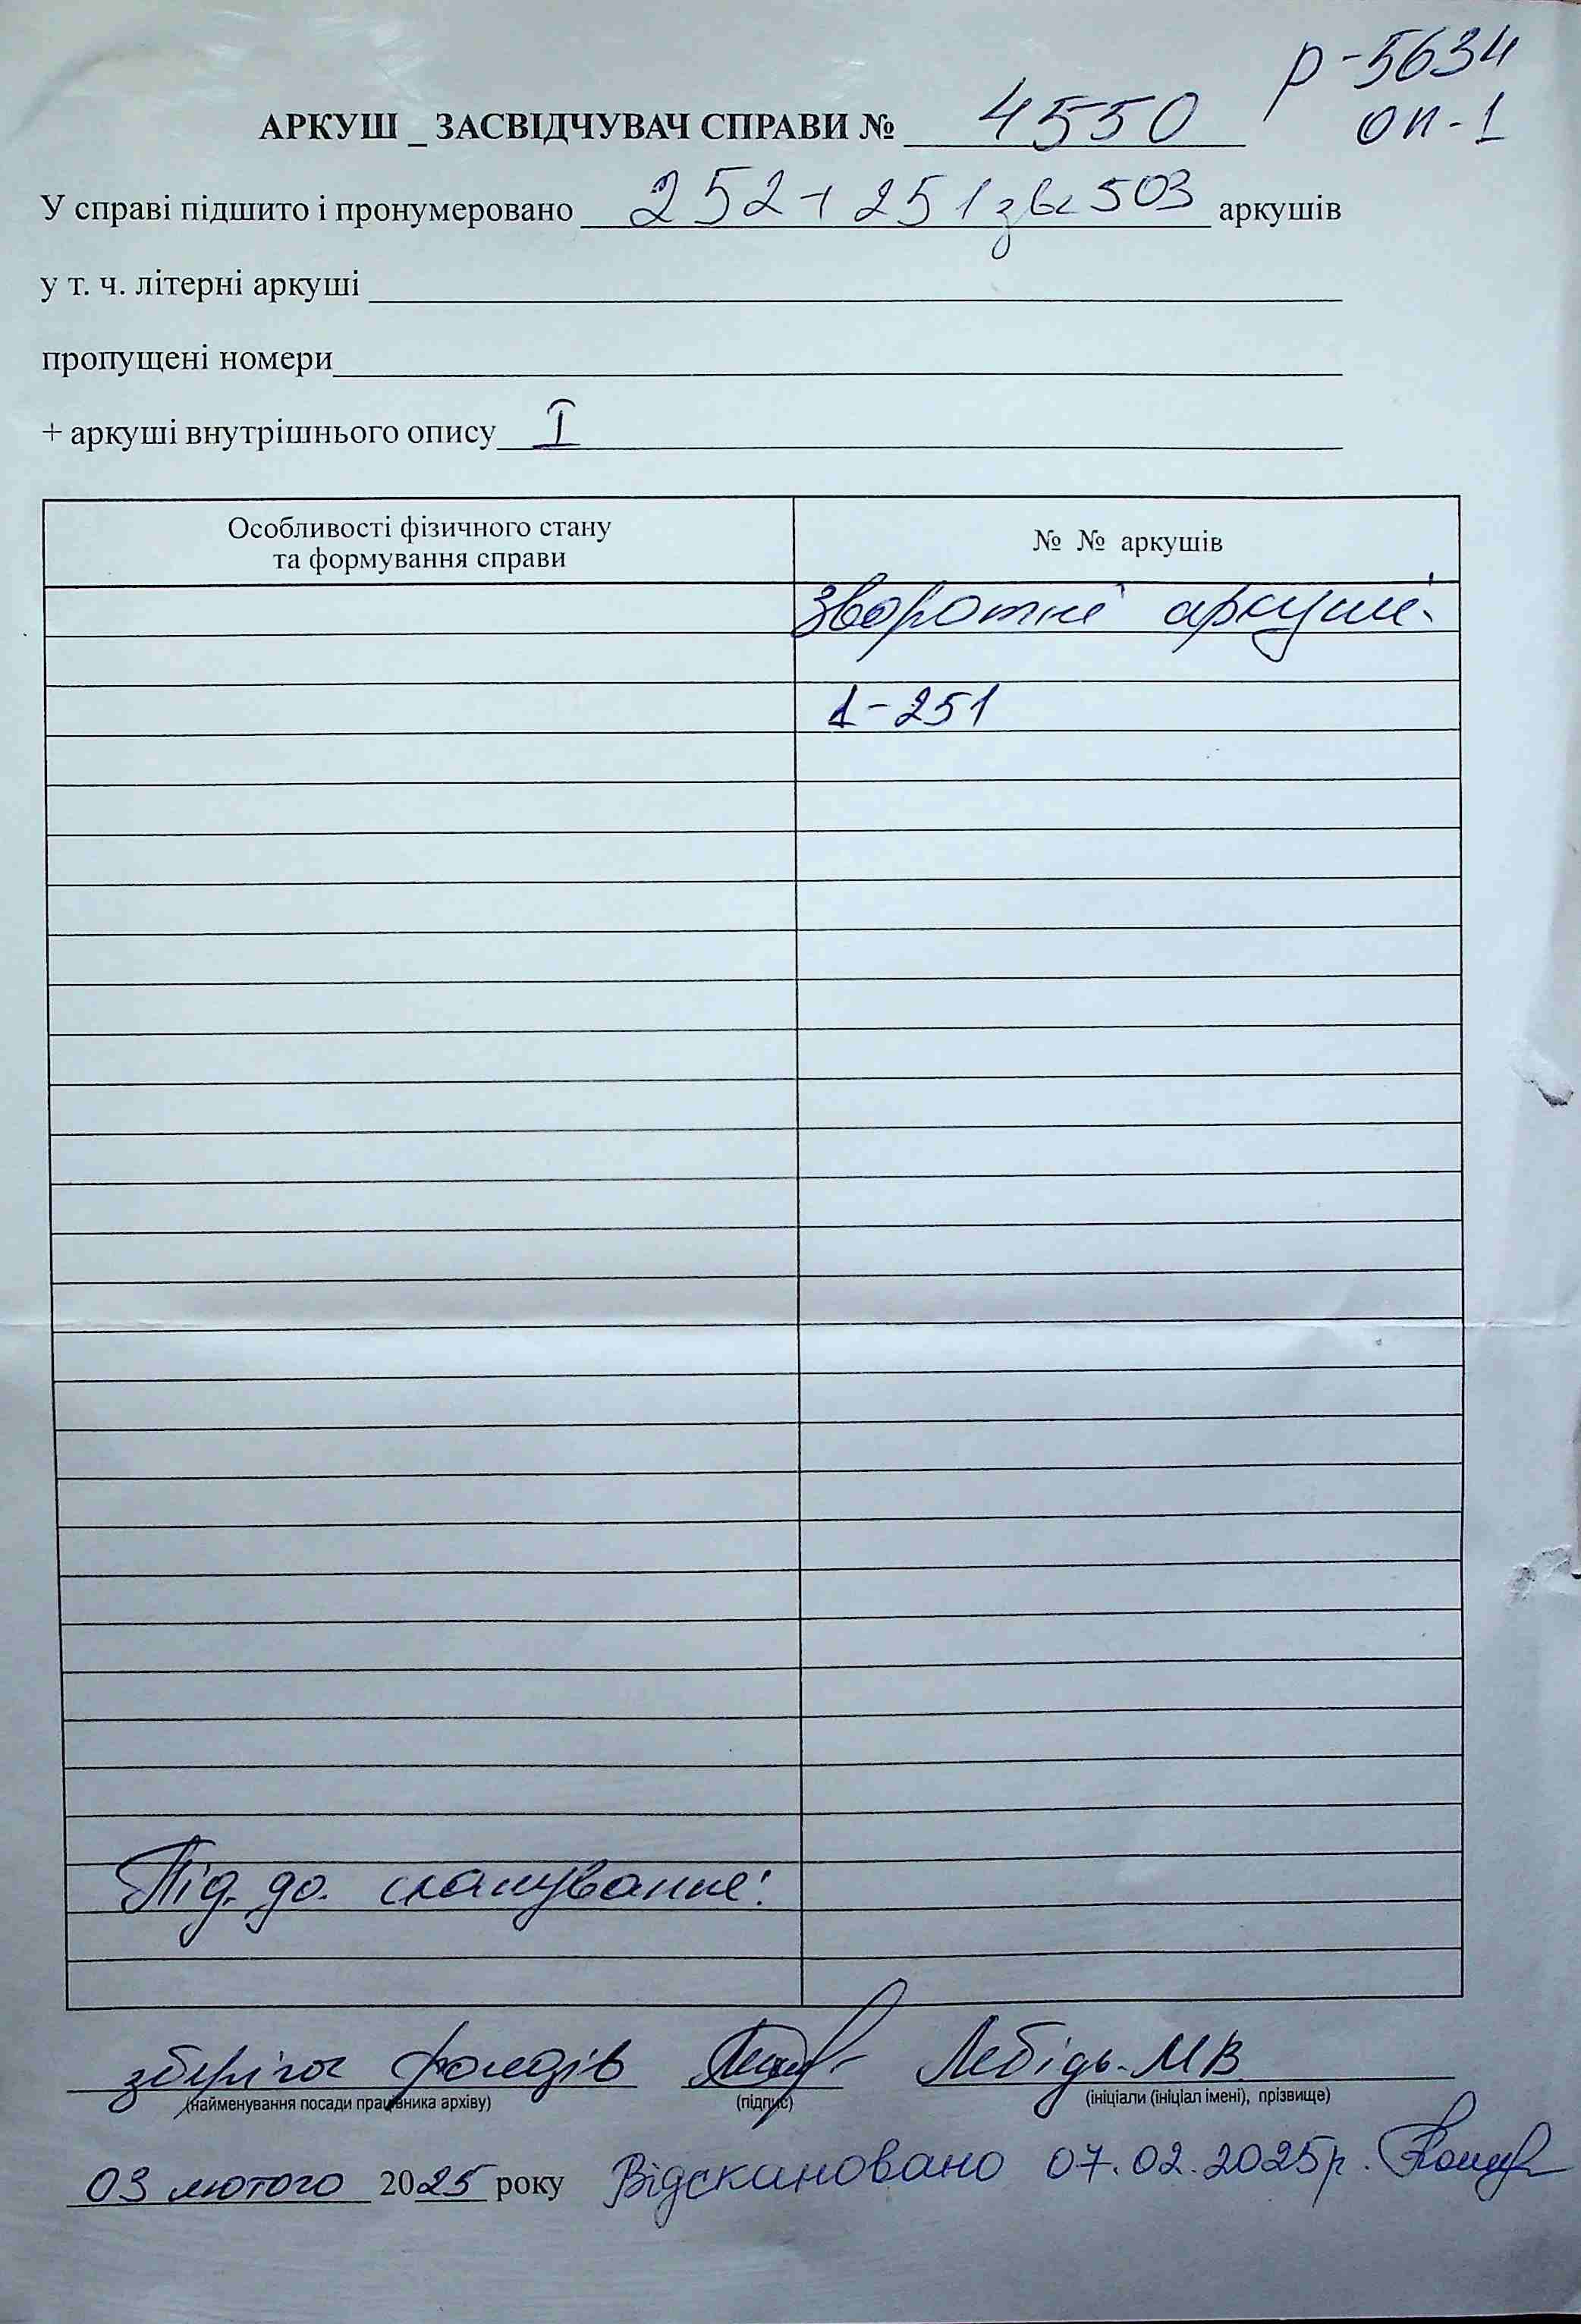 р-5634
оп-1
АРКУШ _ ЗАСВІДЧУВАЧ СПРАВИ № 4550
У справі підшито і пронумеровано 252+251зв=503 аркушів
у т. ч. літерні аркуші
пропущені номери
+ аркуші внутрішнього опису I
Особливості фізичного стану
та формування справи
№ № аркушів
Зворотні аркуші
1-251
Під. до. сканування:
зберігач фондів Лебідь МВ
(найменування посади працівника архіву) (підпис) (ініціали (ініціал імені), прізвище)
03 лютого 2025 року Відскановано 07.02.2025р.